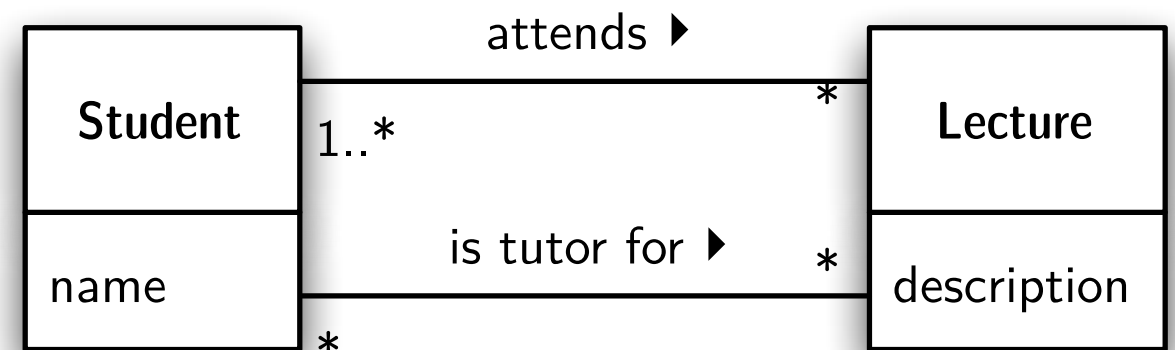 attends ▶
Student
1..*
*
Lecture
is tutor for ▶
*
name
*
description